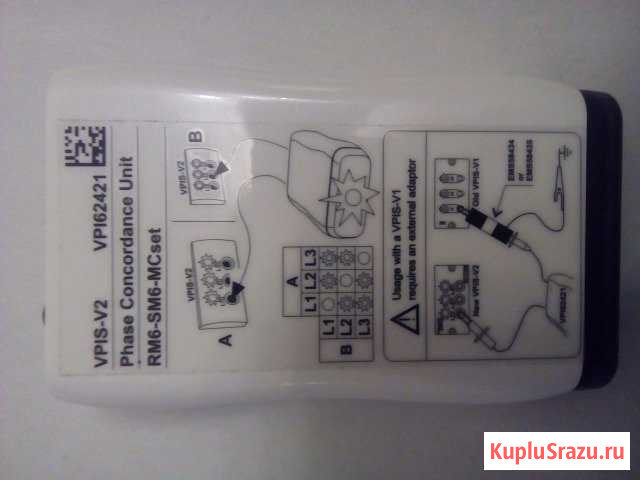 VPIS-V2 VPI62421
Phase Concordance Unit
RM6-SM6-MCset
VPIS-V2
A
VPIS-V2
B
A
L1 L2 L3
L1
L2
L3
B
Usage with a VPIS-V1
requires an external adaptor
New VPIS-V2
Old VPIS-V1
EMS58434
or
EMS58435
VPI62421
KupluSrazu.ru